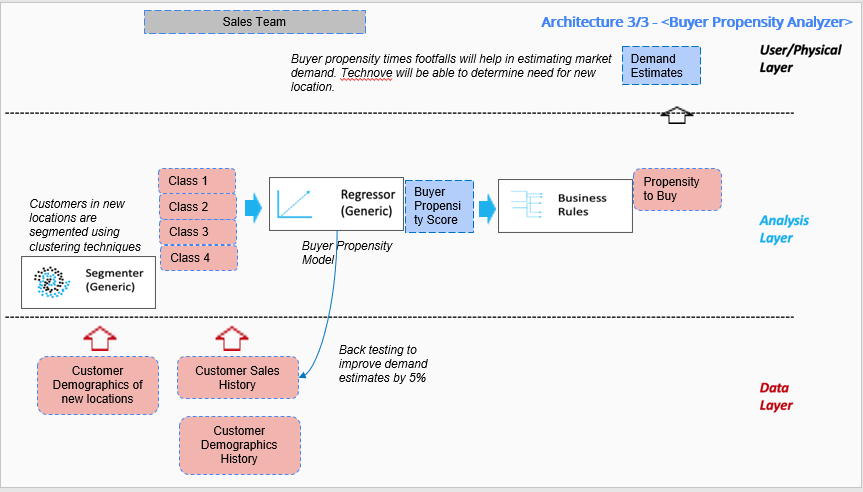 Sales Team
Architecture 3/3 - <Buyer Propensity Analyzer>
User/Physical
Layer
Buyer propensity times footfalls will help in estimating market
demand. Technove will be able to determine need for new
location.
Demand
Estimates
Customers in new
locations are
segmented using
clustering techniques
Segmenter
(Generic)
Class 1
Class 2
Class 3
Class 4
Regressor
(Generic)
Buyer Propensity
Model
Buyer
Propensi
ty Score
Business
Rules
Propensity
to Buy
Analysis
Layer
Customer
Demographics of
new locations
Customer Sales
History
Customer
Demographics
History
Back testing to
improve demand
estimates by 5%
Data
Layer